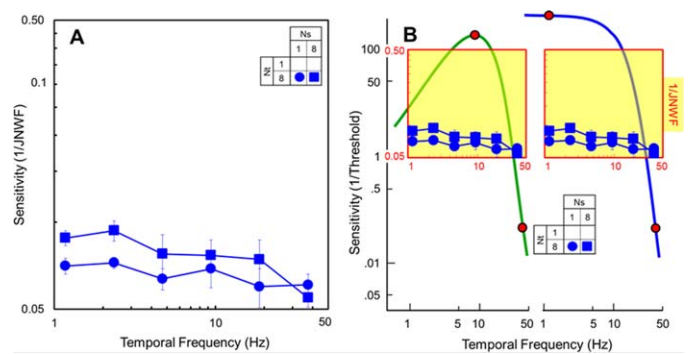 A
Ns
1 8
Nt
1
8
0.50
0.1
0.05
Sensitivity (1/JNWF)
1 10 50
Temporal Frequency (Hz)
B
100
50
5
1
.5
.01
.05
Sensitivity (1/Threshold)
0.50
0.05
1 10 50
1 10 50
1/JNWF
Ns
1 8
Nt
1
8
1 5 10 50
1 5 10 50
Temporal Frequency (Hz)